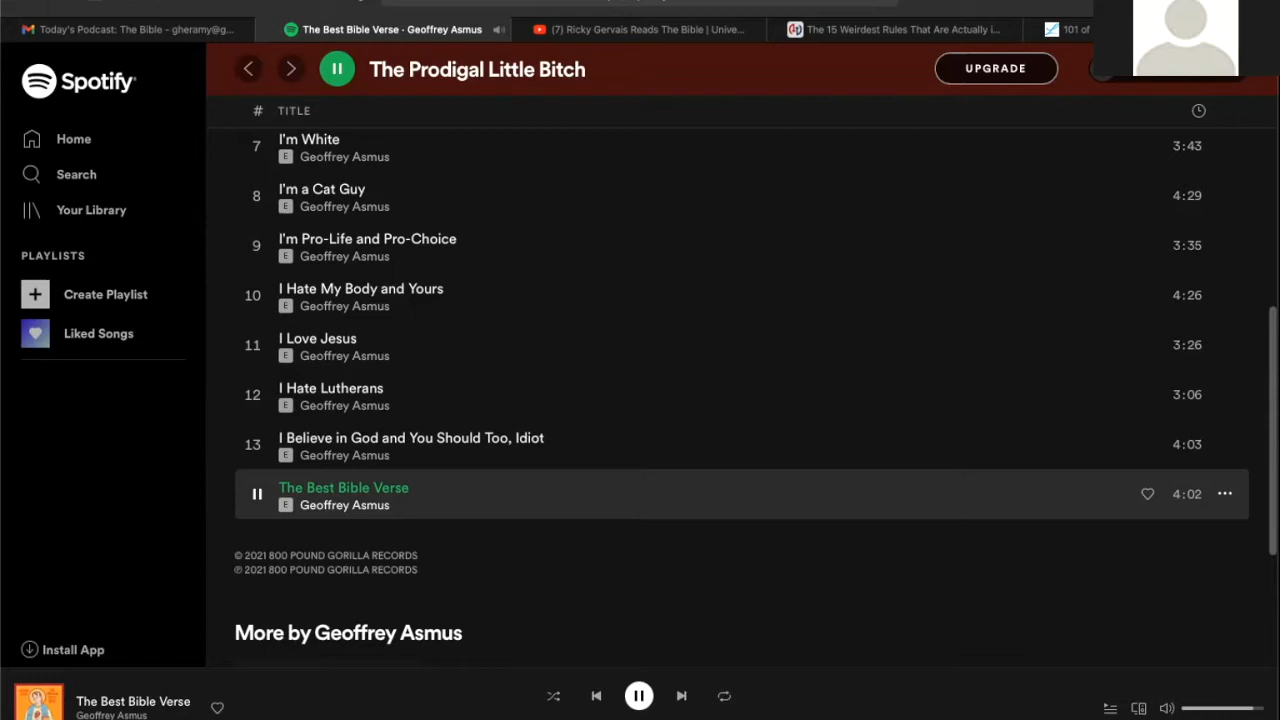 Today's Podcast: The Bible - gheramy@g...
The Best Bible Verse · Geoffrey Asmus
(7) Ricky Gervais Reads The Bible | Unive...
The 15 Weirdest Rules That Are Actually i...
101 of
Spotify
The Prodigal Little Bitch
UPGRADE
# TITLE
Home
Search
Your Library
PLAYLISTS
Create Playlist
Liked Songs
7 I'm White 3:43
E Geoffrey Asmus
8 I'm a Cat Guy 4:29
E Geoffrey Asmus
9 I'm Pro-Life and Pro-Choice 3:35
E Geoffrey Asmus
10 I Hate My Body and Yours 4:26
E Geoffrey Asmus
11 I Love Jesus 3:26
E Geoffrey Asmus
12 I Hate Lutherans 3:06
E Geoffrey Asmus
13 I Believe in God and You Should Too, Idiot 4:03
E Geoffrey Asmus
The Best Bible Verse 4:02
E Geoffrey Asmus
© 2021 800 POUND GORILLA RECORDS
℗ 2021 800 POUND GORILLA RECORDS
More by Geoffrey Asmus
Install App
The Best Bible Verse
Geoffrey Asmus